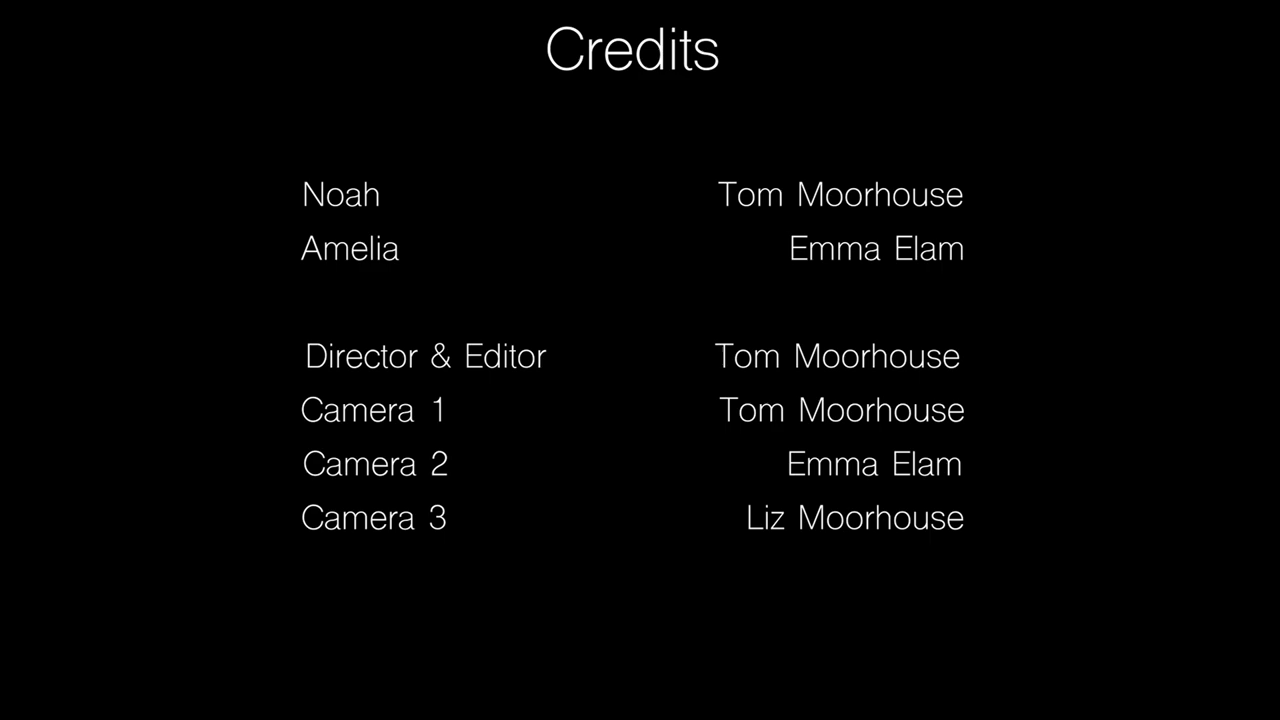 Credits
Noah Tom Moorhouse
Amelia Emma Elam
Director & Editor Tom Moorhouse
Camera 1 Tom Moorhouse
Camera 2 Emma Elam
Camera 3 Liz Moorhouse